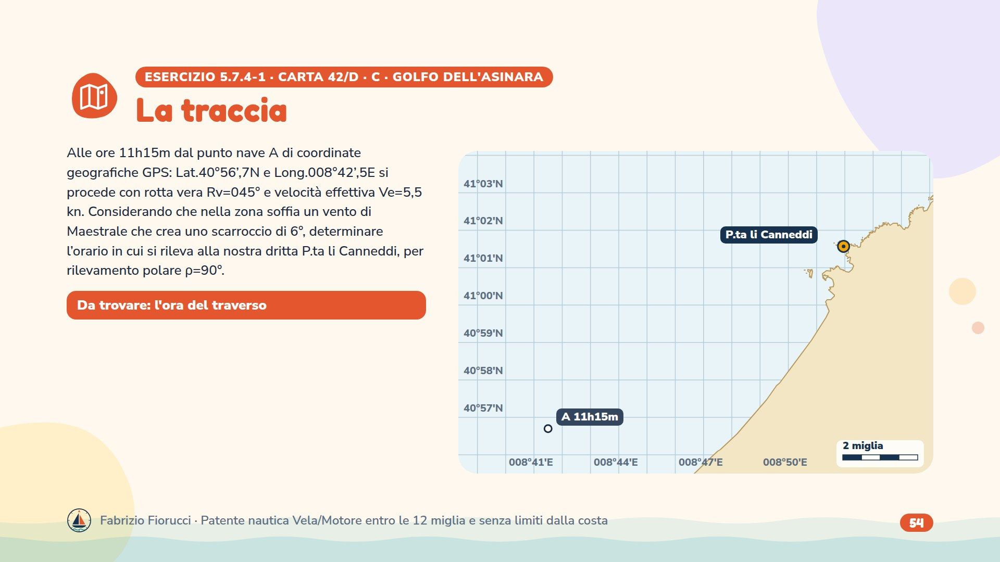 ESERCIZIO 5.7.4-1 · CARTA 42/D · C · GOLFO DELL'ASINARA
La traccia
Alle ore 11h15m dal punto nave A di coordinate
geografiche GPS: Lat.40°56’,7N e Long.008°42’,5E si
procede con rotta vera Rv=045° e velocità effettiva Ve=5,5
kn. Considerando che nella zona soffia un vento di
Maestrale che crea uno scarroccio di 6°, determinare
l’orario in cui si rileva alla nostra dritta P.ta li Canneddi, per
rilevamento polare ρ=90°.
Da trovare: l'ora del traverso
41°03'N
41°02'N
P.ta li Canneddi
41°01'N
41°00'N
40°59'N
40°58'N
40°57'N
A 11h15m
2 miglia
008°41'E
008°44'E
008°47'E
008°50'E
Fabrizio Fiorucci · Patente nautica Vela/Motore entro le 12 miglia e senza limiti dalla costa
54